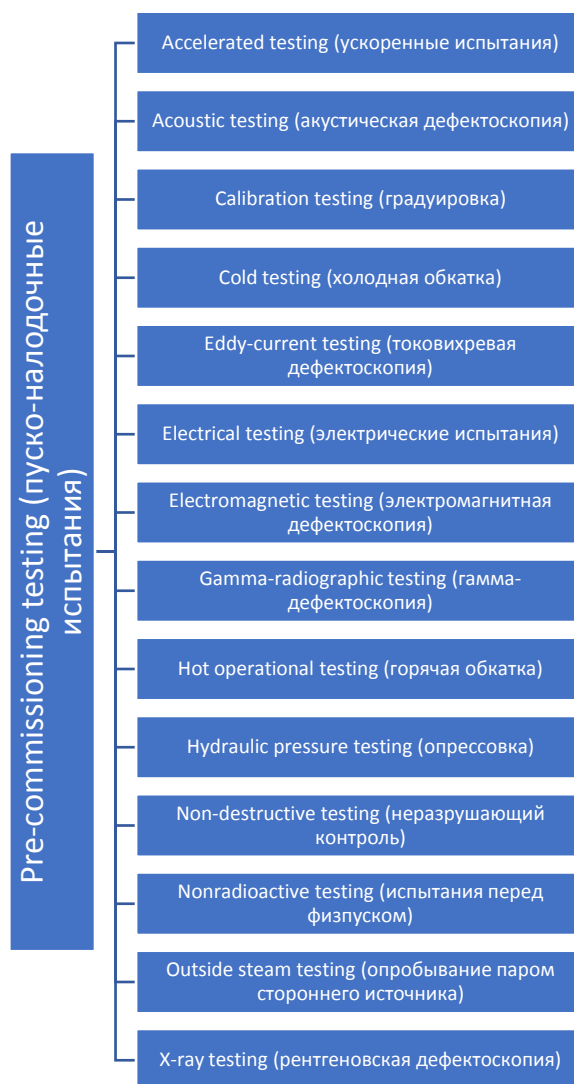 Pre-commissioning testing (пуско-налодочные
испытания)
Accelerated testing (ускоренные испытания)
Acoustic testing (акустическая дефектоскопия)
Calibration testing (градуировка)
Cold testing (холодная обкатка)
Eddy-current testing (токовихревая
дефектоскопия)
Electrical testing (электрические испытания)
Electromagnetic testing (электромагнитная
дефектоскопия)
Gamma-radiographic testing (гамма-
дефектоскопия)
Hot operational testing (горячая обкатка)
Hydraulic pressure testing (опрессовка)
Non-destructive testing (неразрушающий
контроль)
Nonradioactive testing (испытания перед
физпуском)
Outside steam testing (опробывание паром
стороннего источника)
X-ray testing (рентгеновская дефектоскопия)